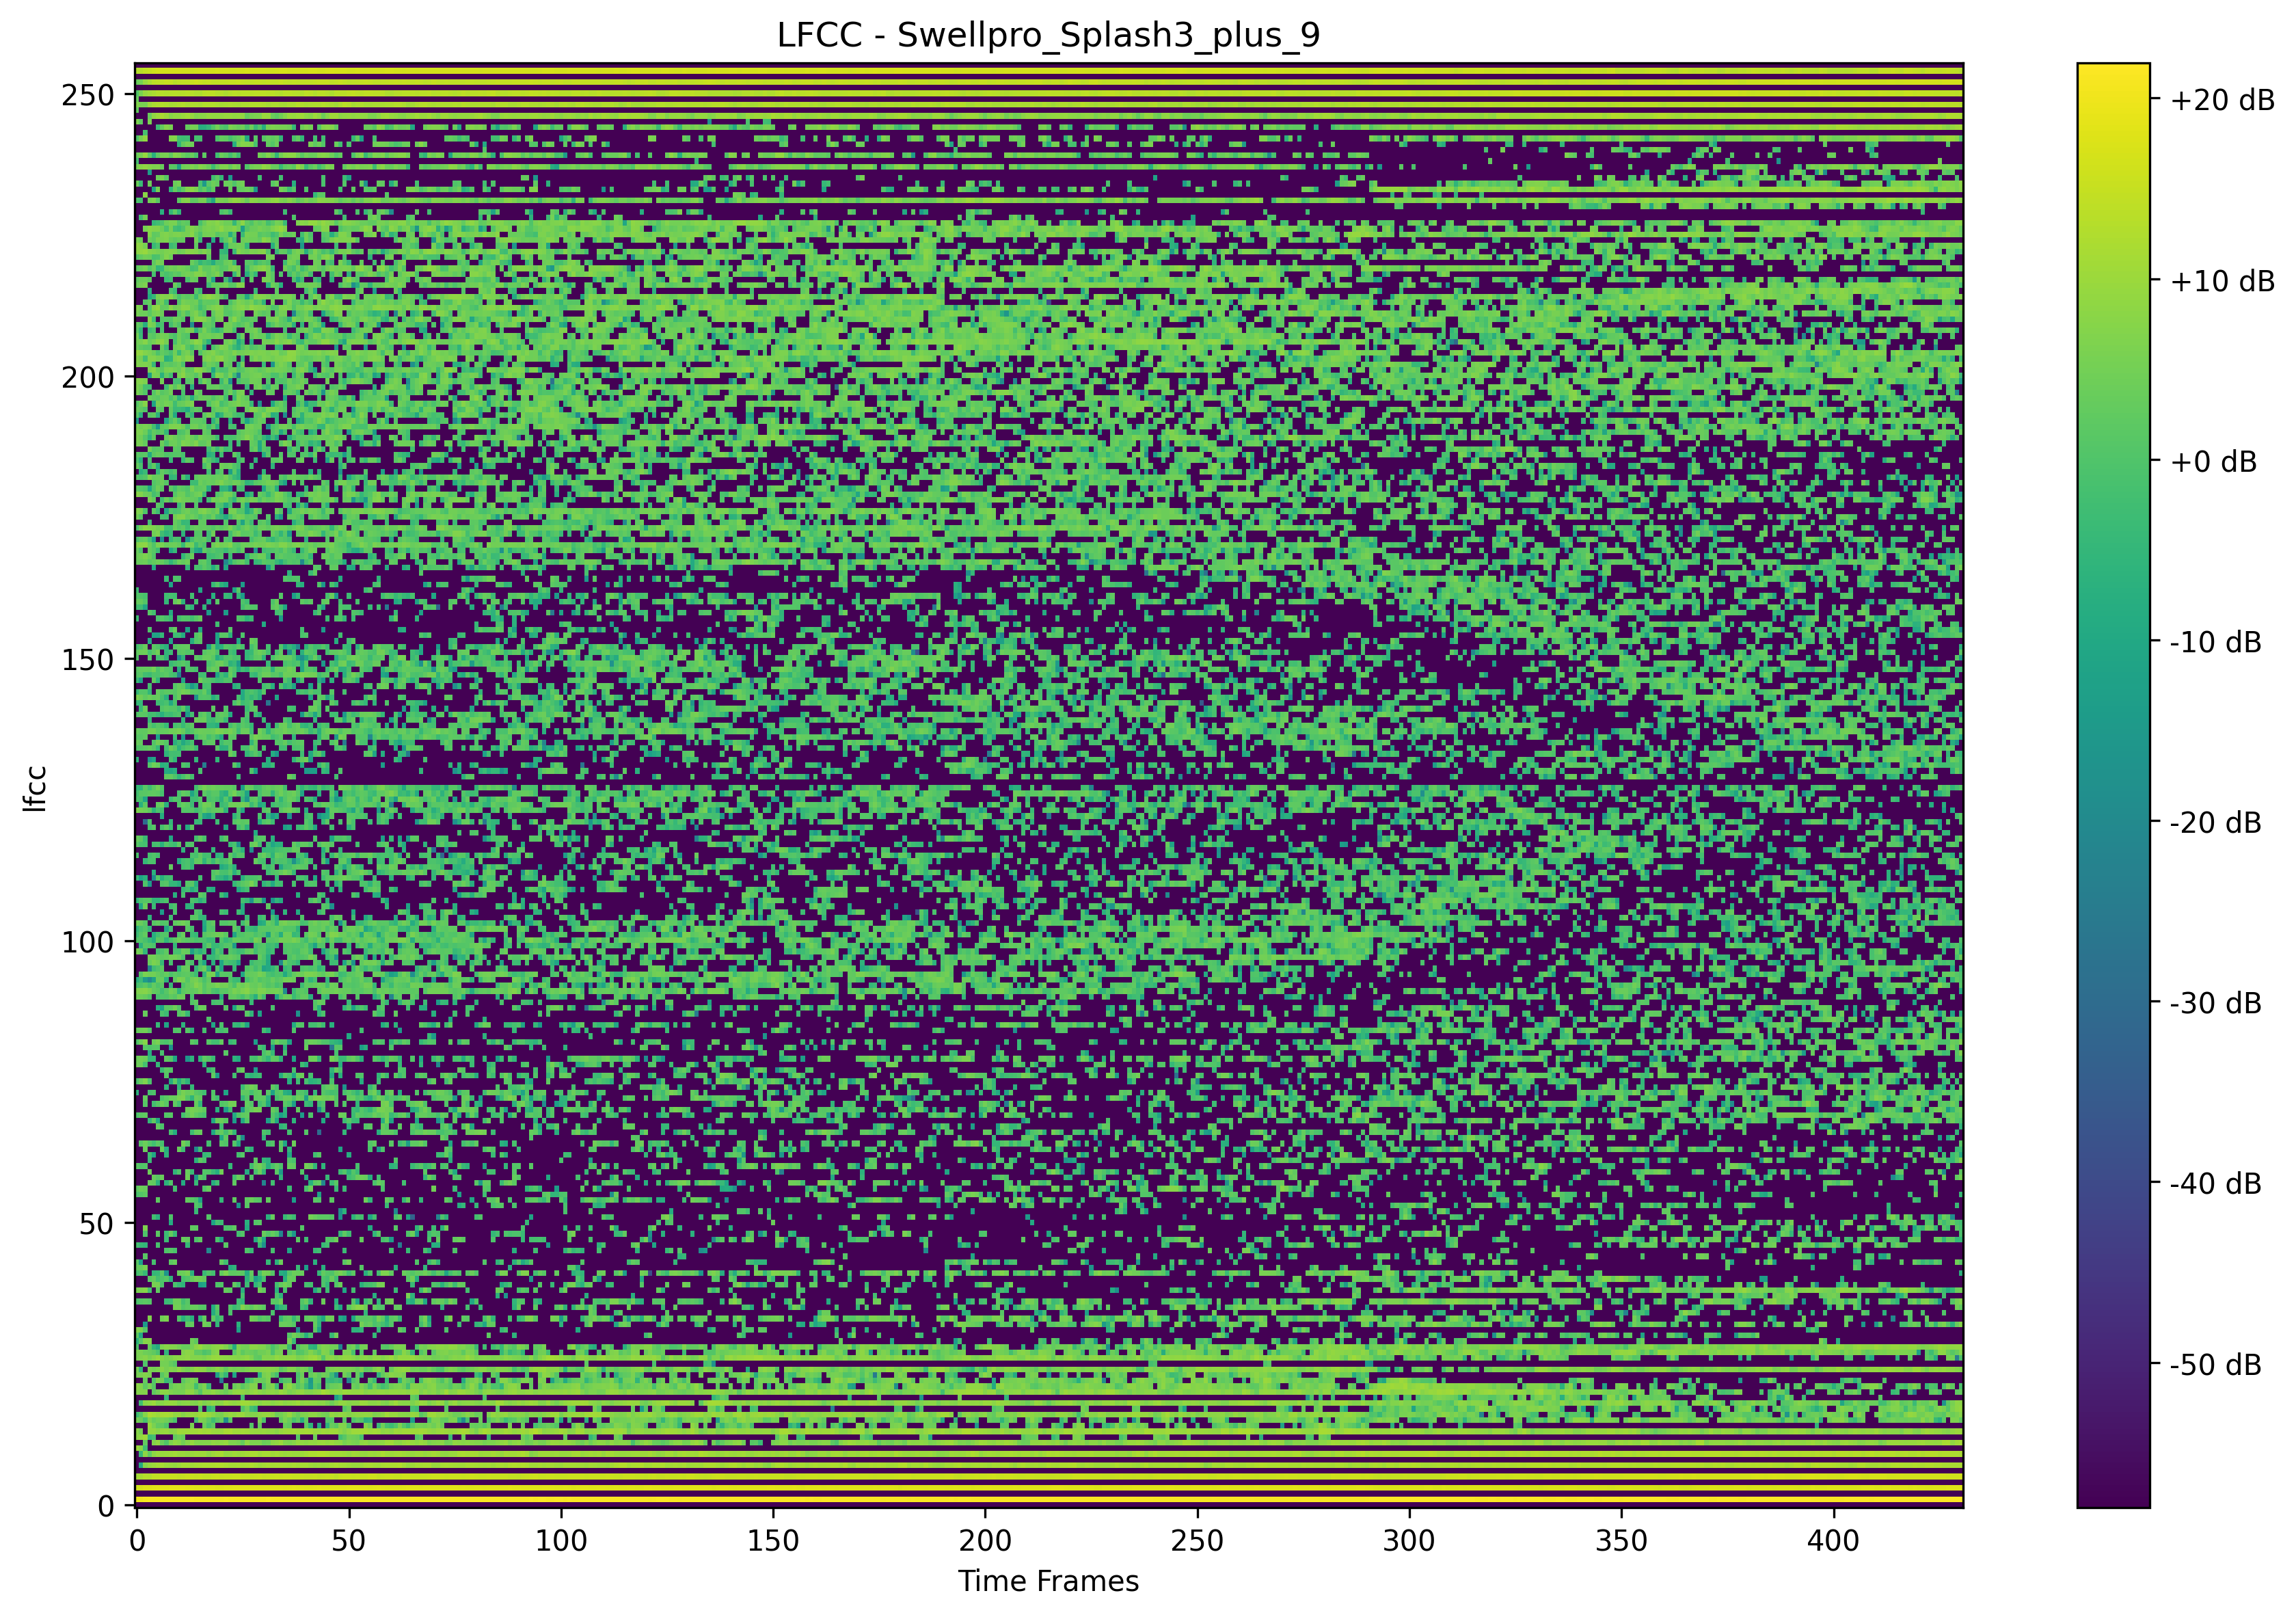 LFCC - Swellpro_Splash3_plus_9
lfcc
250
200
150
100
50
0
0 50 100 150 200 250 300 350 400
Time Frames
+20 dB
+10 dB
+0 dB
-10 dB
-20 dB
-30 dB
-40 dB
-50 dB